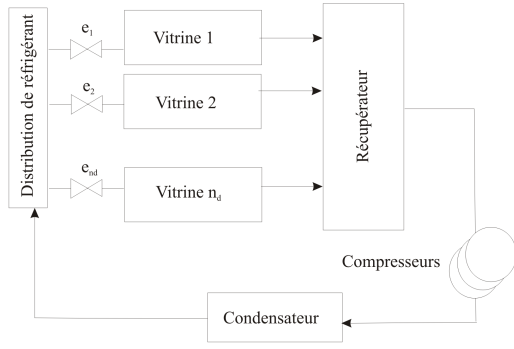 Distribution de réfrigérant
e1
Vitrine 1
e2
Vitrine 2
end
Vitrine nd
Récupérateur
Compresseurs
Condensateur